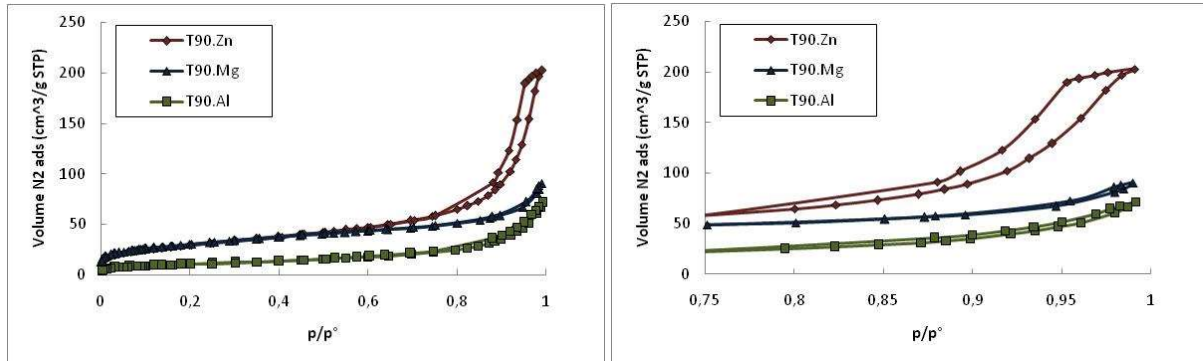 250
200
150
100
50
0
Volume N2 ads (cm^3/g STP)
T90.Zn
T90.Mg
T90.Al
0 0,2 0,4 0,6 0,8 1
p/p°
250
200
150
100
50
0
Volume N2 ads (cm^3/g STP)
T90.Zn
T90.Mg
T90.Al
0,75 0,8 0,85 0,9 0,95 1
p/p°